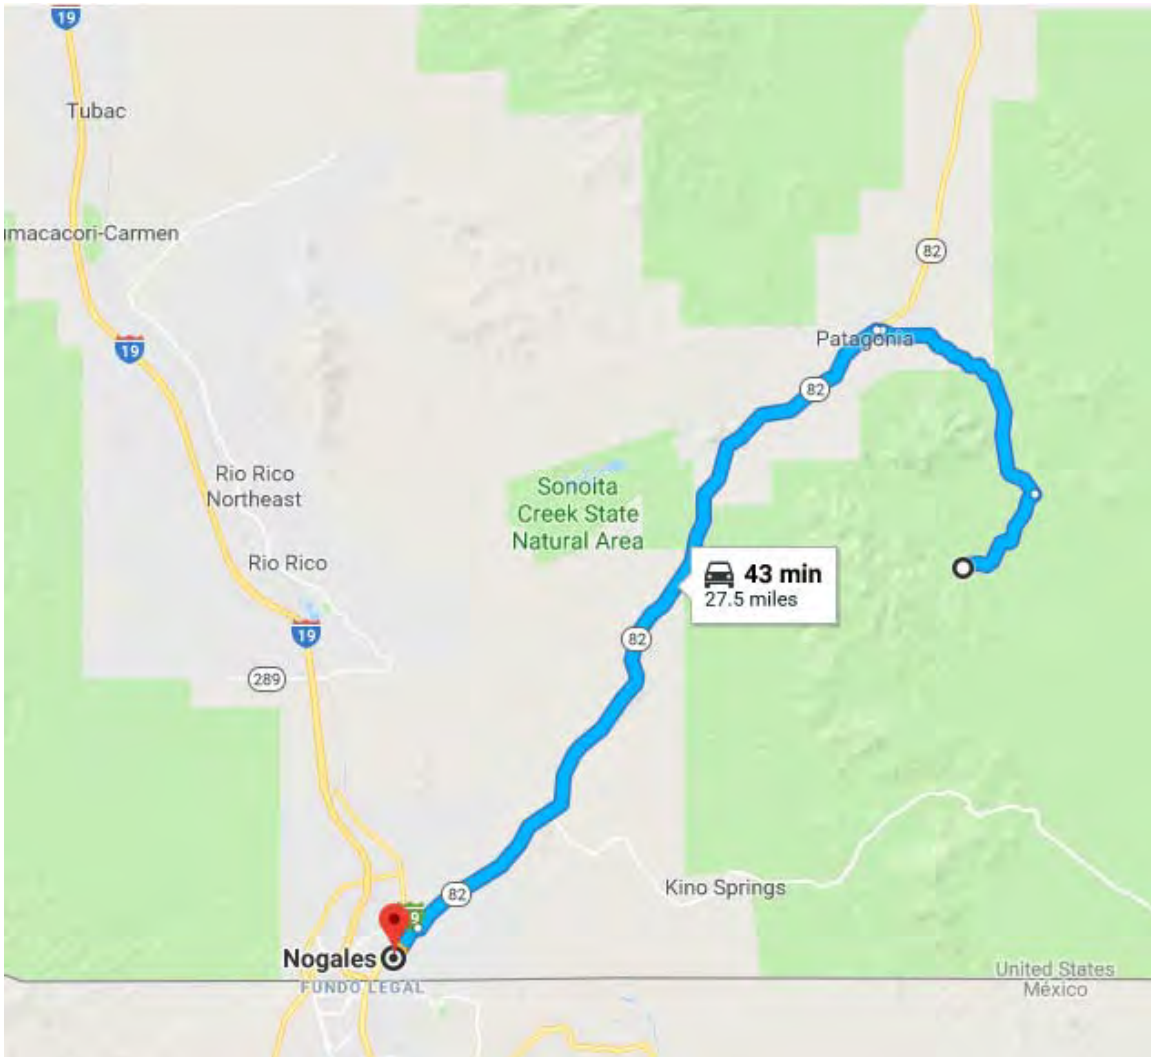 19
Tubac
umacacori-Carmen
82
19
Patagonia
82
Rio Rico
Northeast
Sonoita
Creek State
Natural Area
Rio Rico
43 min
27.5 miles
19
82
289
Kino Springs
82
9
Nogales
FUNDO LEGAL
United States
México